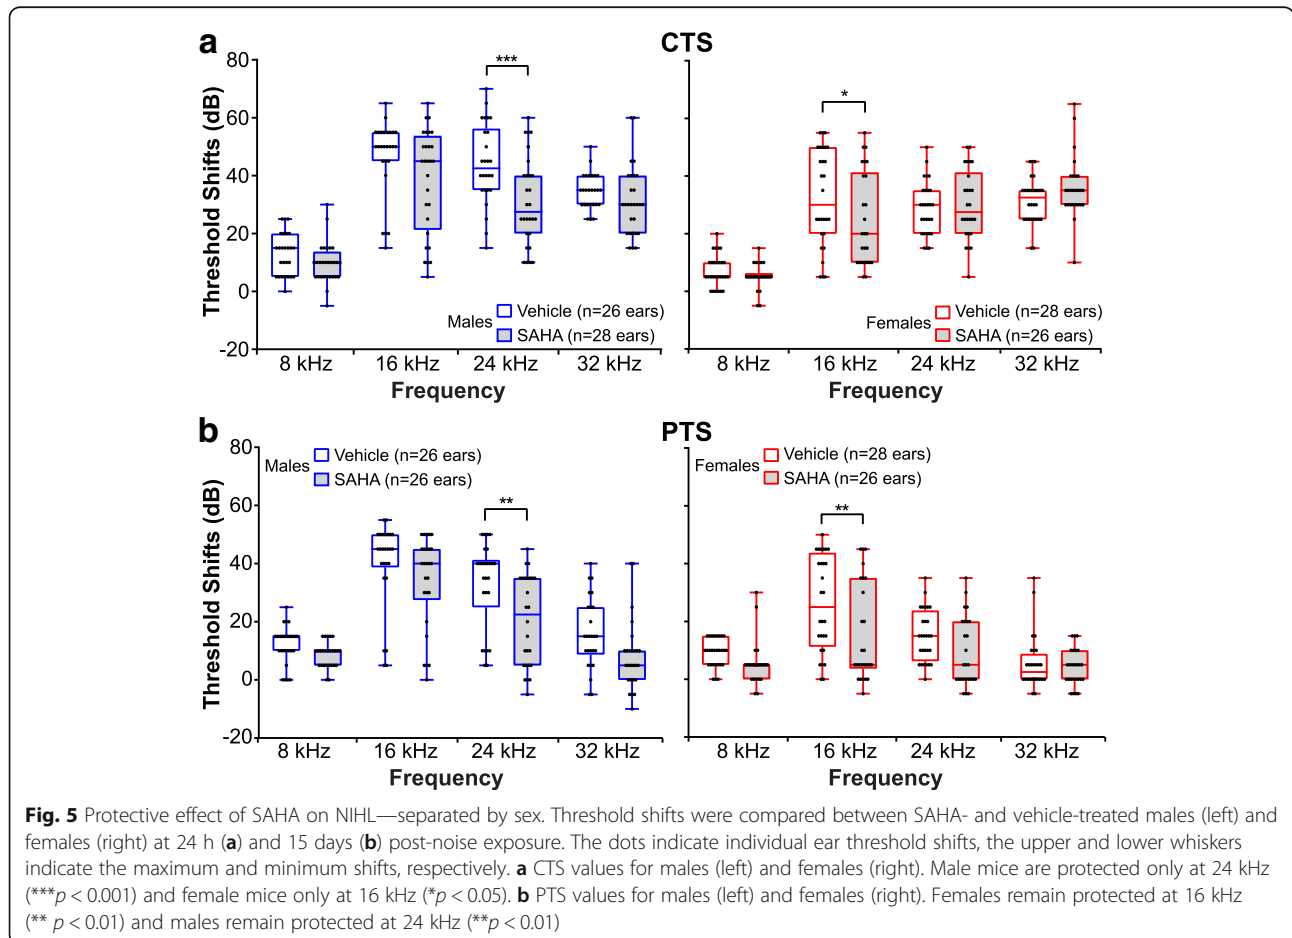 a
CTS
80
60
40
20
0
-20
Threshold Shifts (dB)
***
Males
Vehicle (n=26 ears)
SAHA (n=28 ears)
8 kHz 16 kHz 24 kHz 32 kHz
Frequency
*
Females
Vehicle (n=28 ears)
SAHA (n=26 ears)
8 kHz 16 kHz 24 kHz 32 kHz
Frequency
b
PTS
80
60
40
20
0
-20
Threshold Shifts (dB)
Males
Vehicle (n=26 ears)
SAHA (n=26 ears)
**
8 kHz 16 kHz 24 kHz 32 kHz
Frequency
Females
Vehicle (n=28 ears)
SAHA (n=26 ears)
**
8 kHz 16 kHz 24 kHz 32 kHz
Frequency
Fig. 5 Protective effect of SAHA on NIHL—separated by sex. Threshold shifts were compared between SAHA- and vehicle-treated males (left) and
females (right) at 24 h (a) and 15 days (b) post-noise exposure. The dots indicate individual ear threshold shifts, the upper and lower whiskers
indicate the maximum and minimum shifts, respectively. a CTS values for males (left) and females (right). Male mice are protected only at 24 kHz
(***p < 0.001) and female mice only at 16 kHz (*p < 0.05). b PTS values for males (left) and females (right). Females remain protected at 16 kHz
(** p < 0.01) and males remain protected at 24 kHz (**p < 0.01)